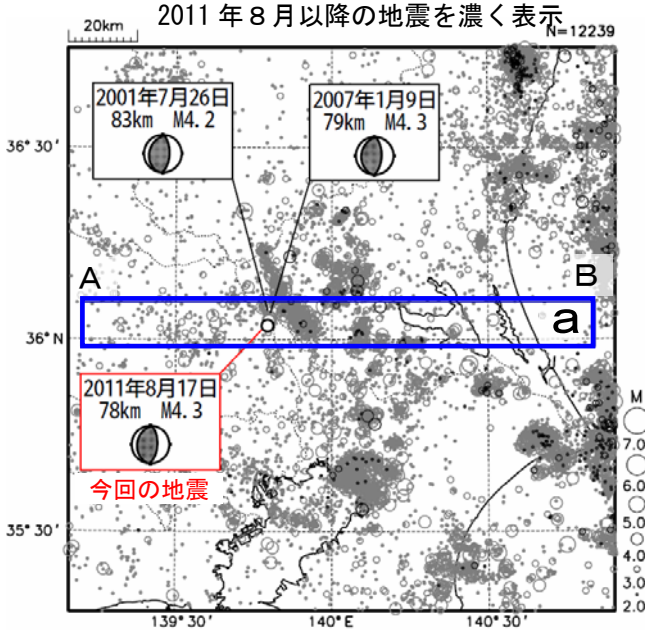 2011年８月以降の地震を濃く表示
20km
N=12239
2001年7月26日
83km M4.2
2007年1月9日
79km M4.3
36° 30′
A
B
a
36° N
2011年8月17日
78km M4.3
今回の地震
M
7.0
6.0
5.0
4.0
3.0
2.0
35° 30′
139° 30′
140° E
140° 30′